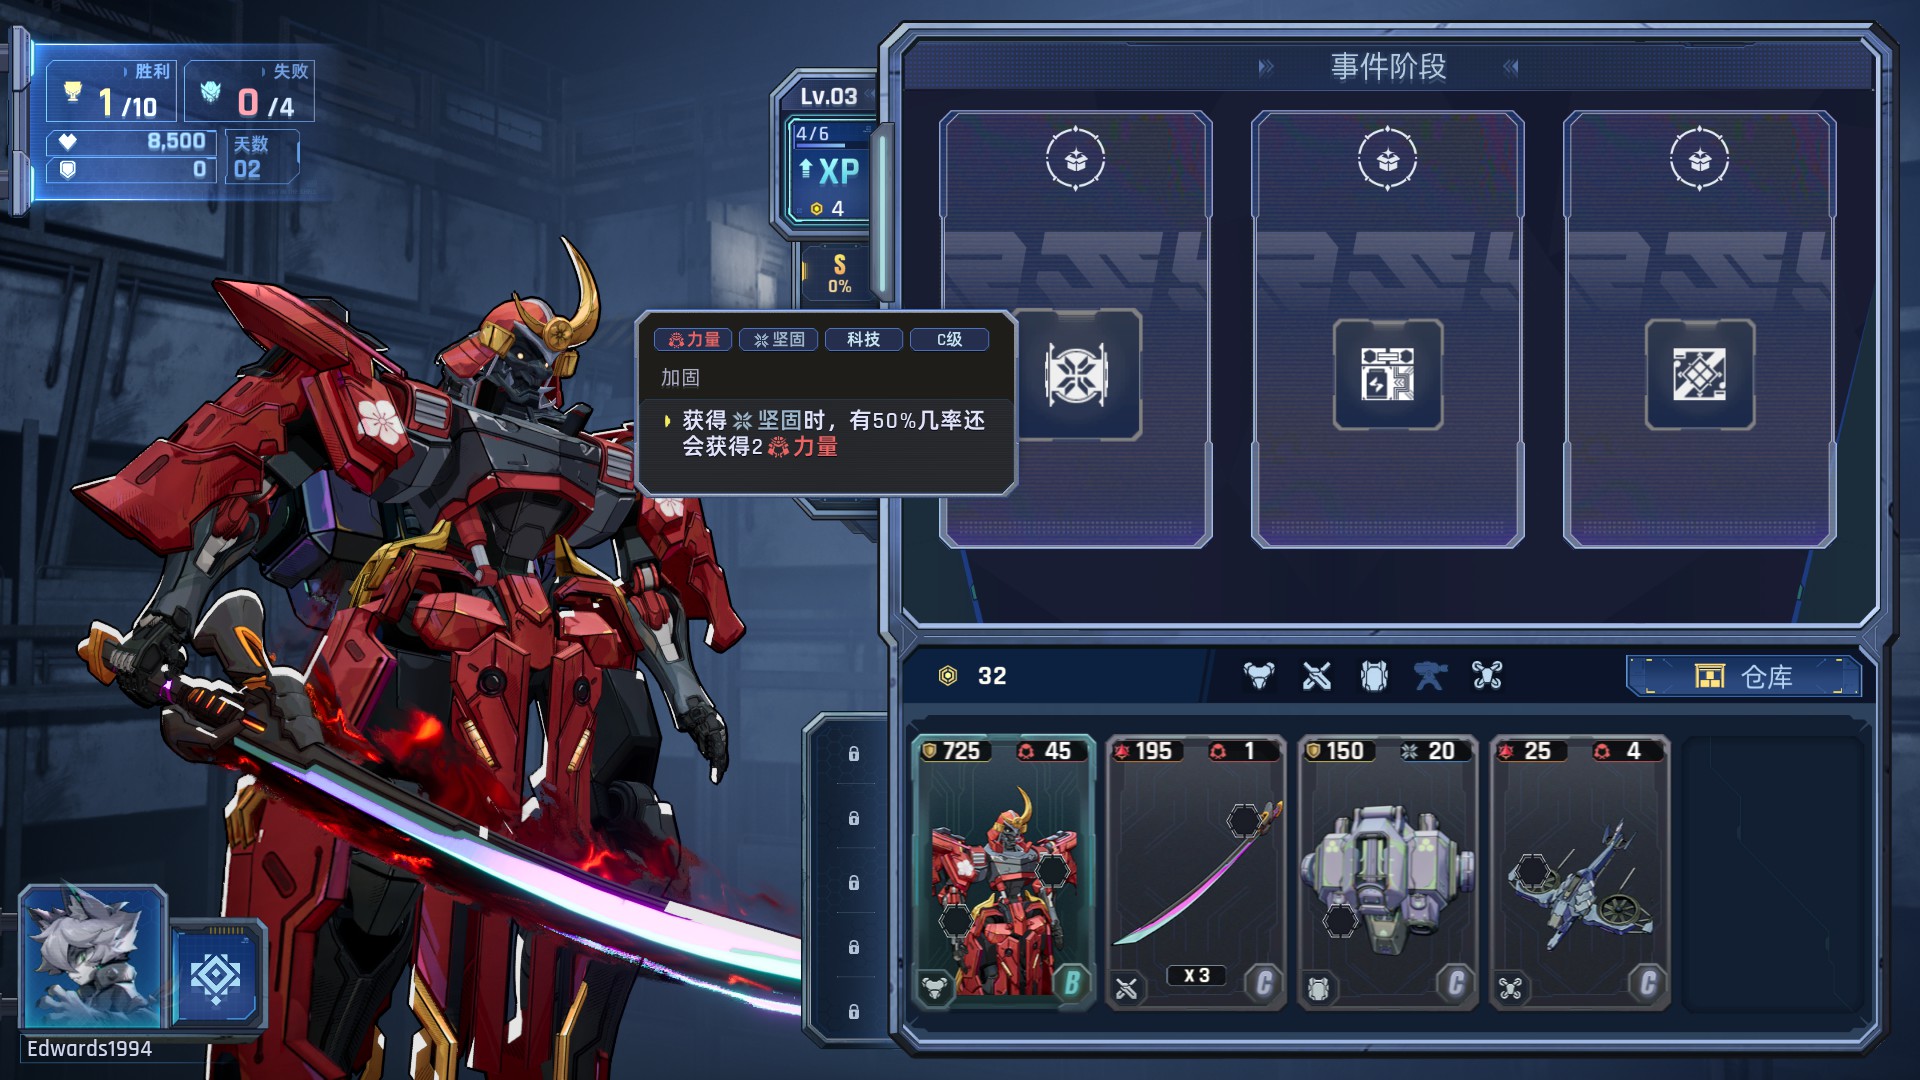 胜利
1/10
失败
0/4
8,500
0
天数
02
Lv.03
4/6
XP
4
S
0%
事件阶段
力量
坚固
科技
C级
加固
获得坚固时，有50%几率还
会获得2力量
32
仓库
725
45
195
1
150
20
25
4
B
X3
C
C
C
Edwards1994